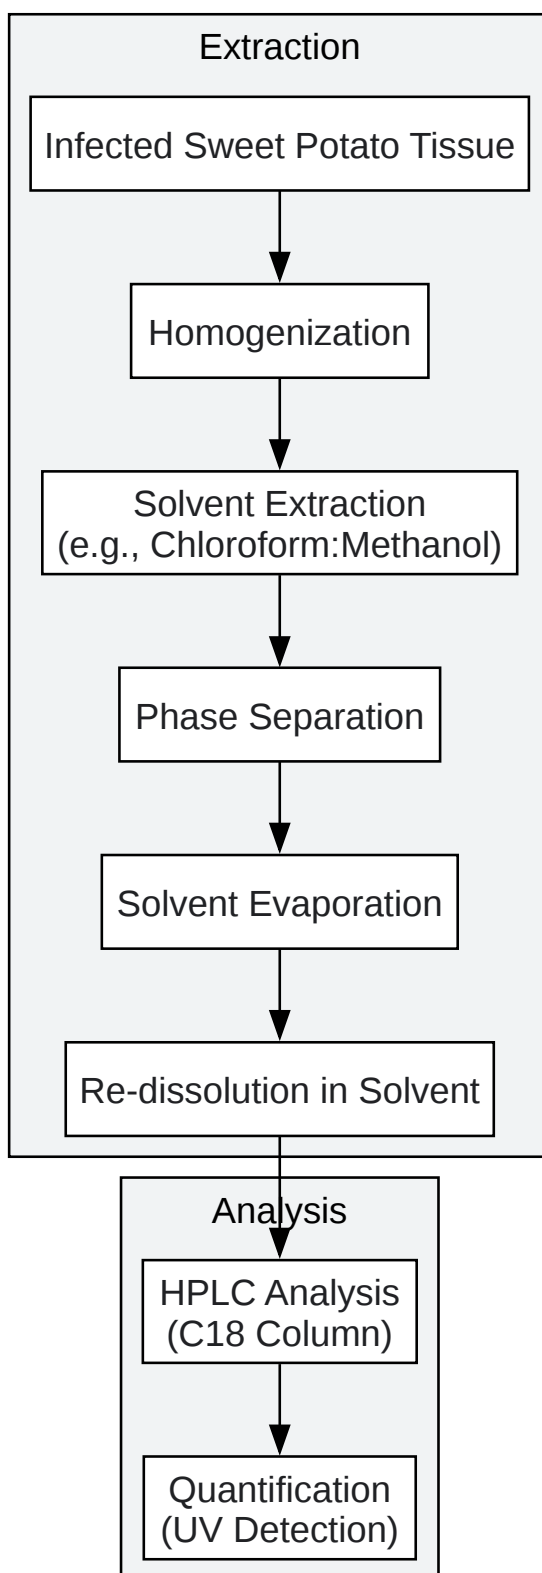 Extraction
Infected Sweet Potato Tissue
Homogenization
Solvent Extraction
(e.g., Chloroform:Methanol)
Phase Separation
Solvent Evaporation
Re-dissolution in Solvent
Analysis
HPLC Analysis
(C18 Column)
Quantification
(UV Detection)